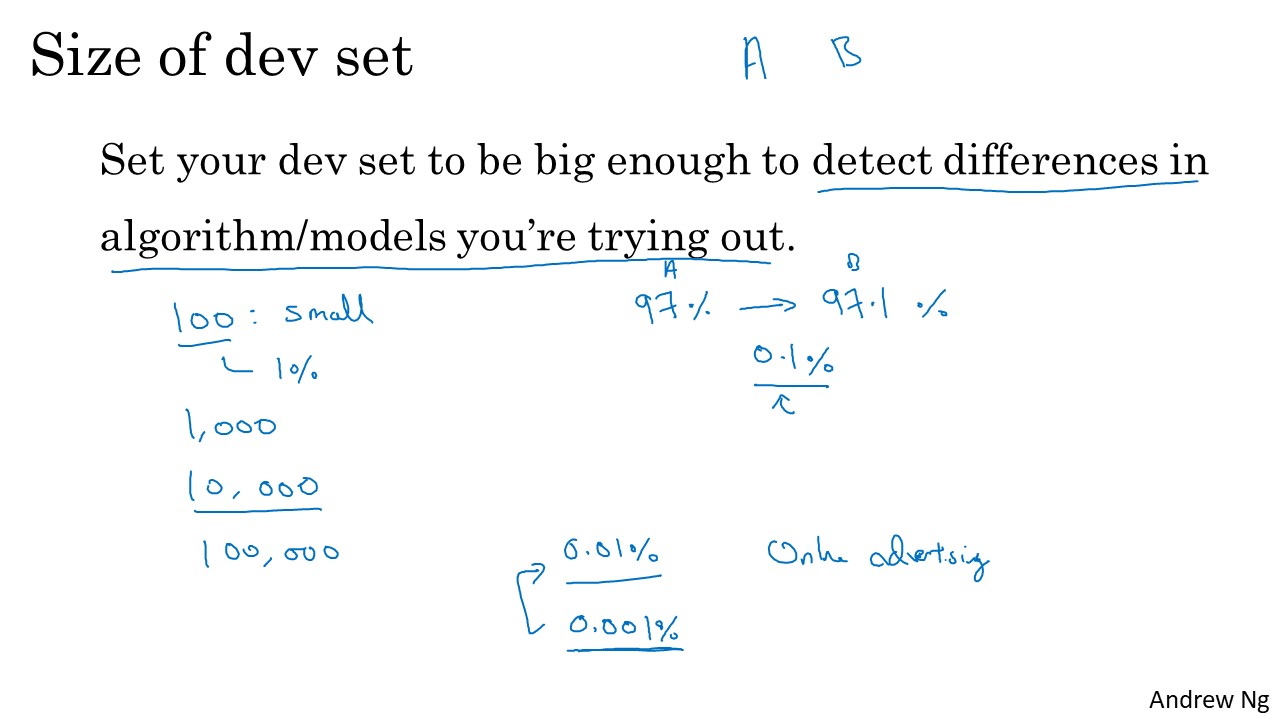 Size of dev set
A B
Set your dev set to be big enough to detect differences in
algorithm/models you're trying out.
A B
97% → 97.1 %
100: small
0.1%
1%
1,000
10,000
100,000
0.01% Online advertising
0.001%
Andrew Ng